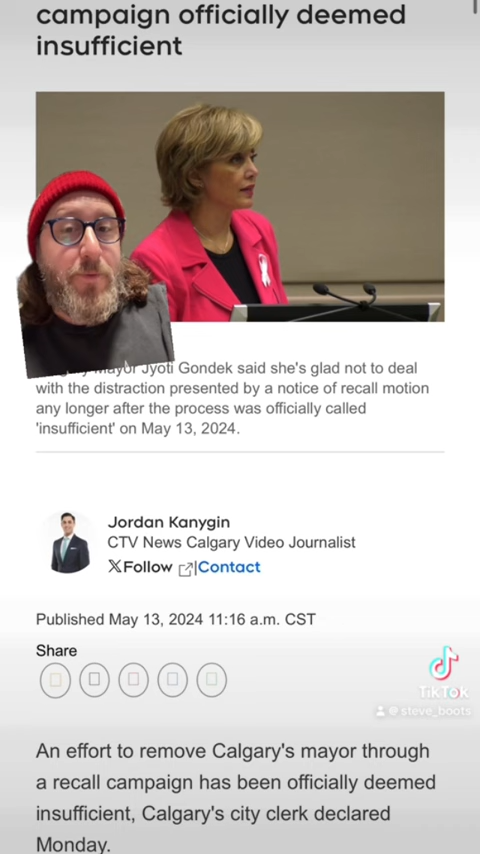 campaign officially deemed
insufficient
Mayor Jyoti Gondek said she's glad not to deal
with the distraction presented by a notice of recall motion
any longer after the process was officially called
'insufficient' on May 13, 2024.
Jordan Kanygin
CTV News Calgary Video Journalist
𝕏Follow |Contact
Published May 13, 2024 11:16 a.m. CST
Share
TikTok
@steve_boots
An effort to remove Calgary's mayor through
a recall campaign has been officially deemed
insufficient, Calgary's city clerk declared
Monday.